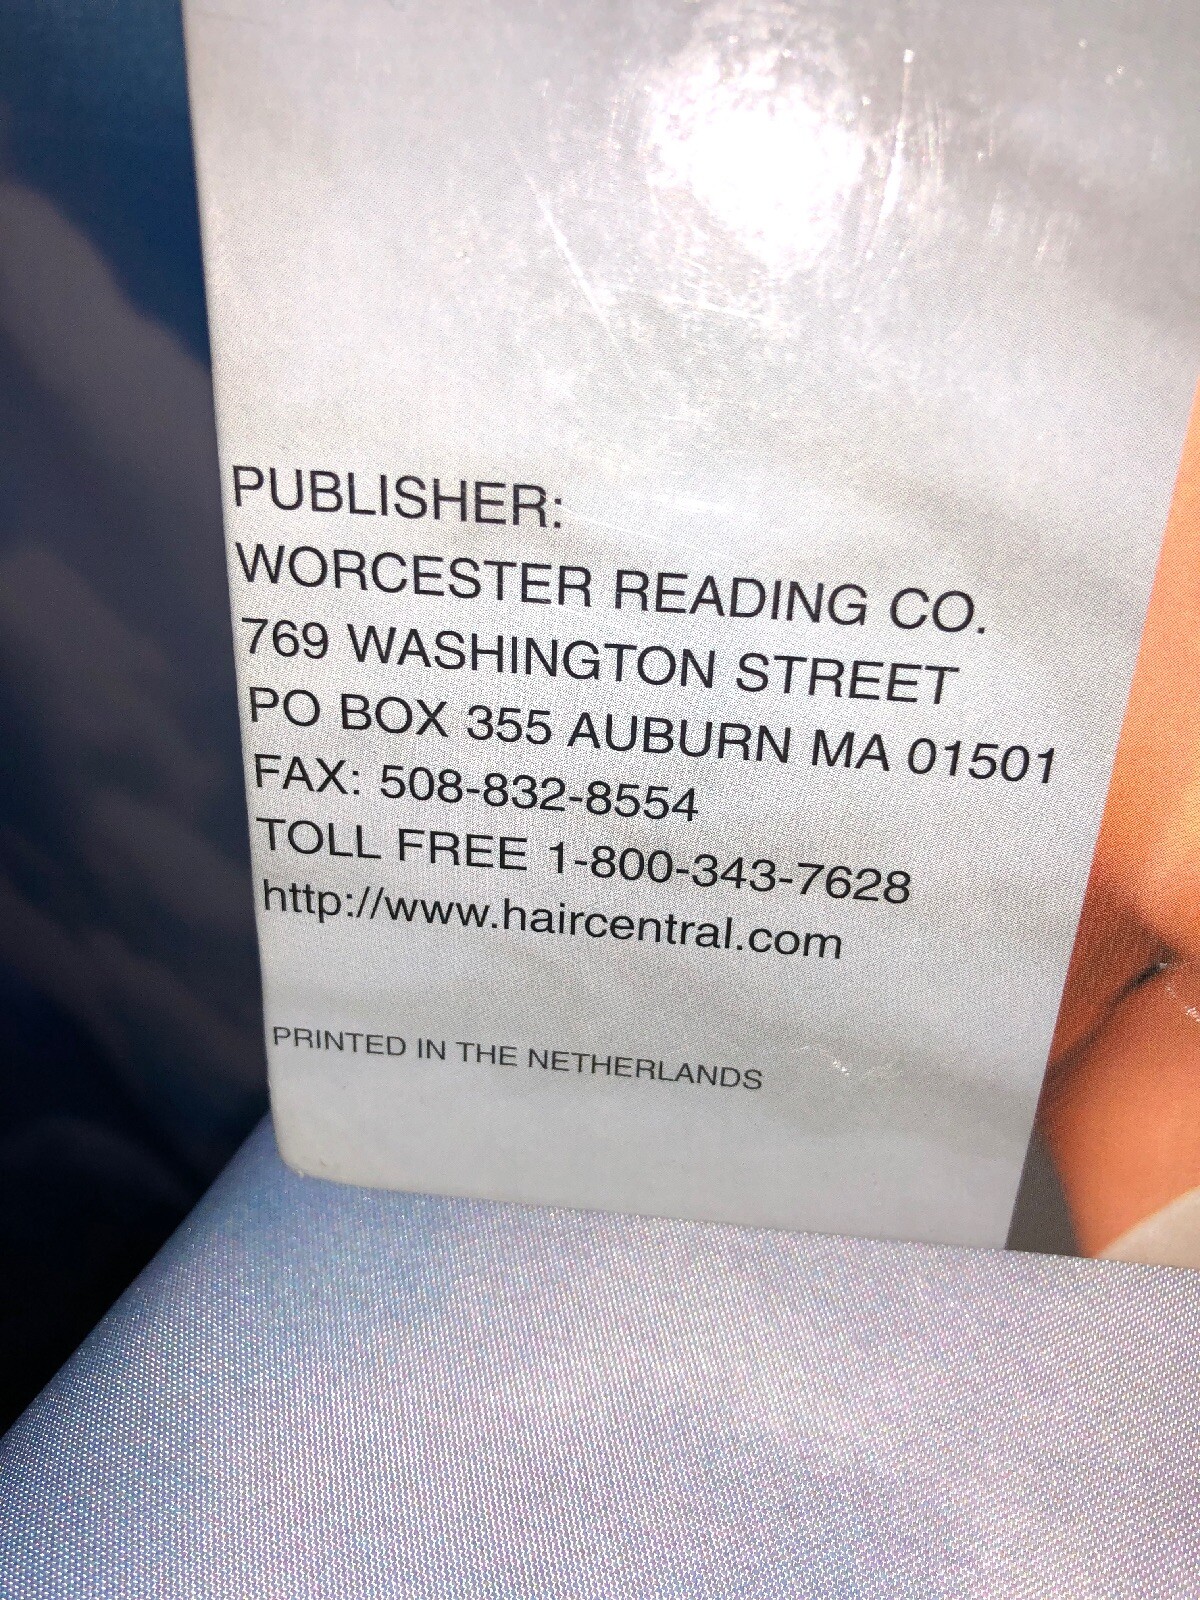 PUBLISHER:
WORCESTER READING CO.
769 WASHINGTON STREET
PO BOX 355 AUBURN MA 01501
FAX: 508-832-8554
TOLL FREE 1-800-343-7628
http://www.haircentral.com
PRINTED IN THE NETHERLANDS